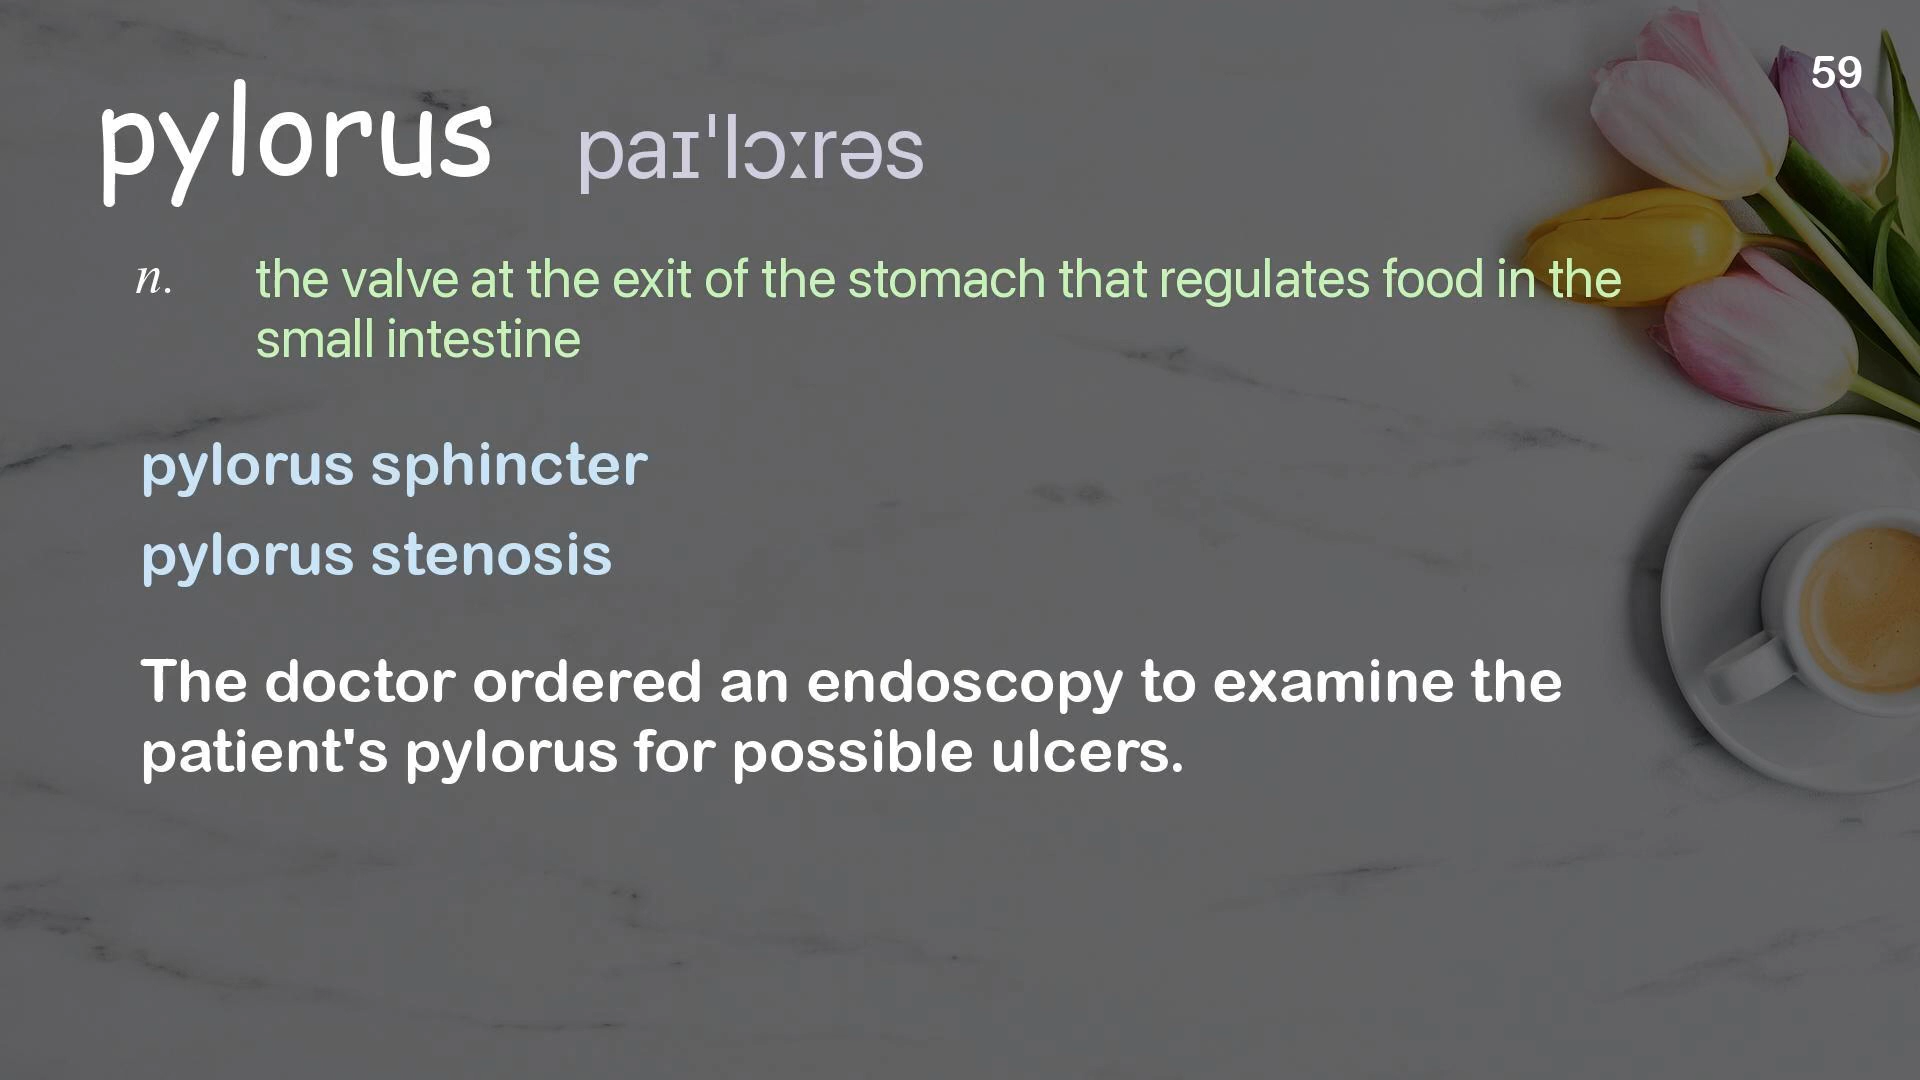 59
pylorus paɪˈlɔːrəs
n. the valve at the exit of the stomach that regulates food in the
small intestine
pylorus sphincter
pylorus stenosis
The doctor ordered an endoscopy to examine the
patient's pylorus for possible ulcers.